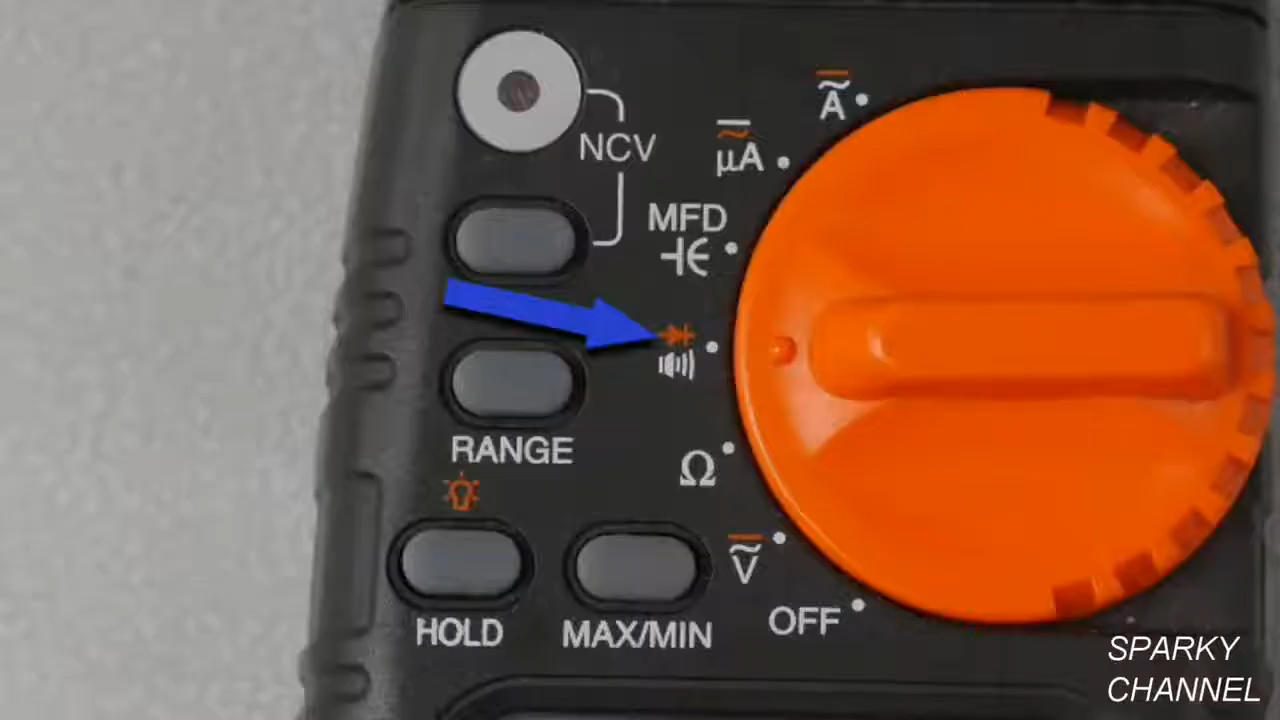 A
µA
NCV
MFD
RANGE
Ω
V
OFF
HOLD
MAX/MIN
SPARKY
CHANNEL